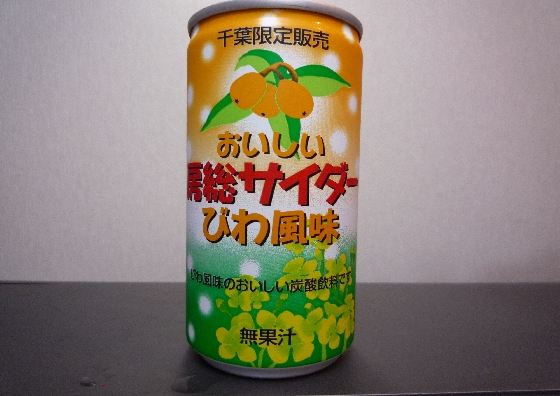 千葉限定販売
おいしい
房総サイダー
びわ風味
びわ風味のおいしい炭酸飲料です
無果汁